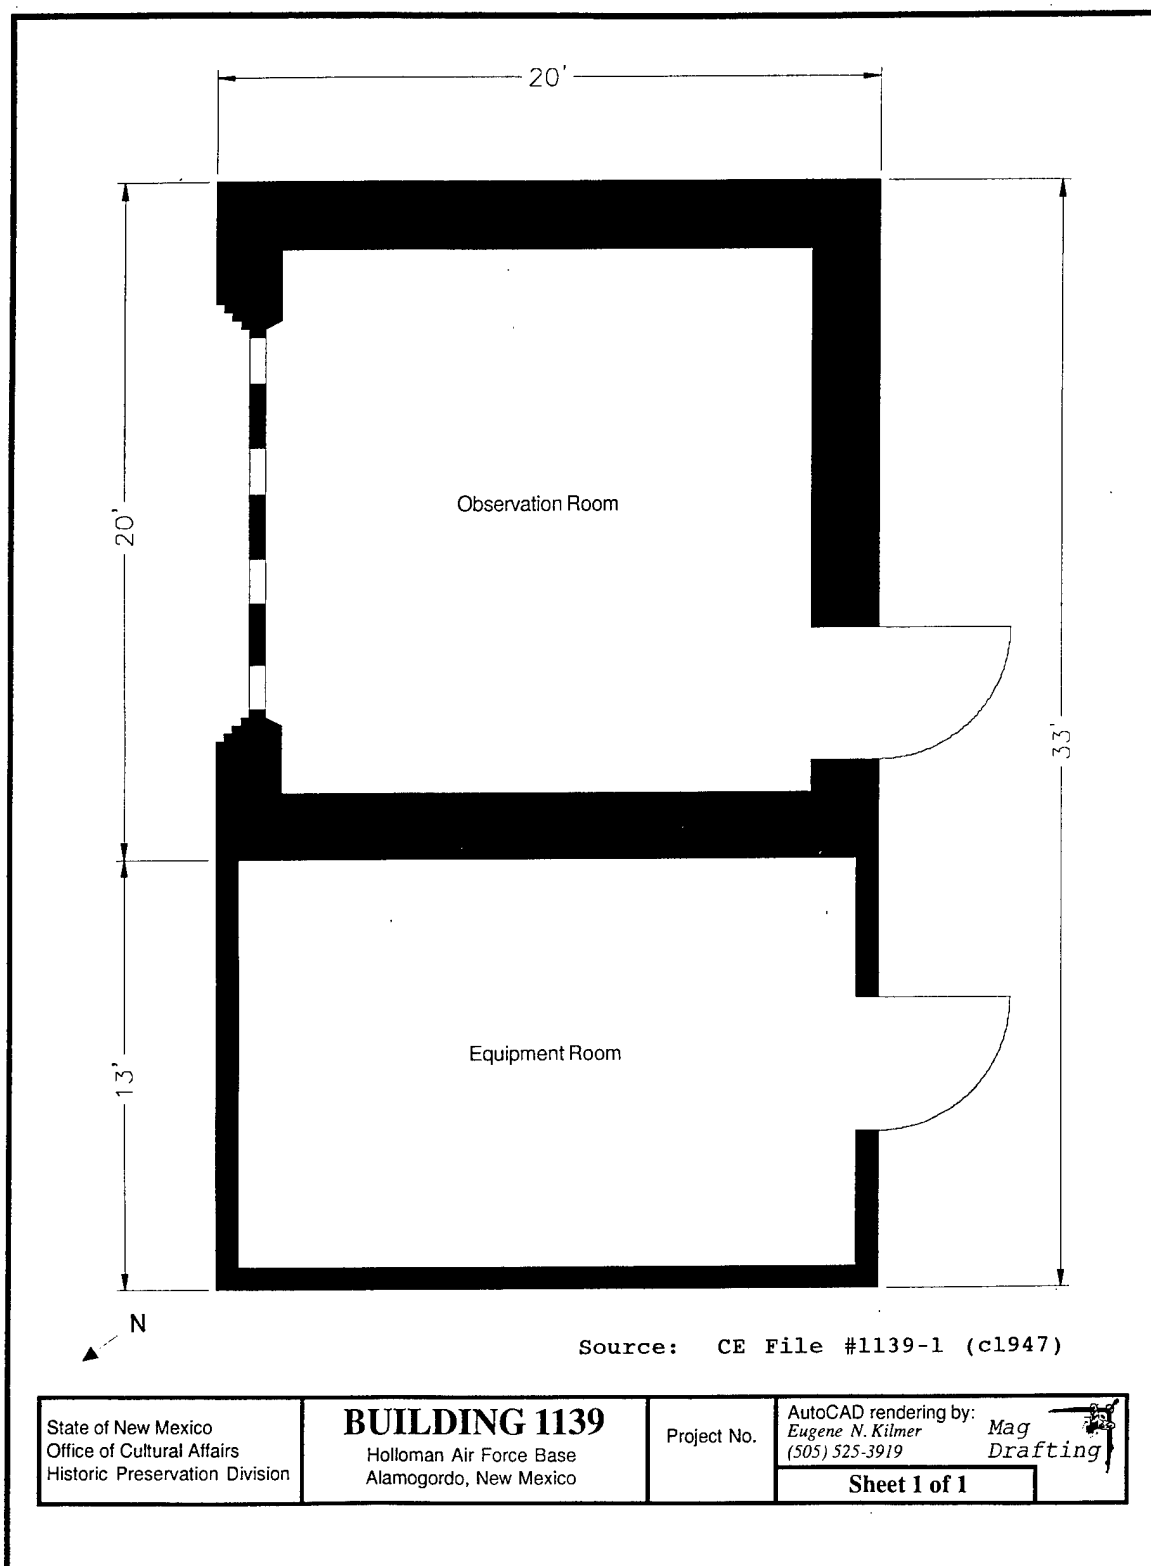 20'
20'
Observation Room
33'
13'
Equipment Room
N
Source: CE File #1139-1 (c1947)
State of New Mexico
Office of Cultural Affairs
Historic Preservation Division
BUILDING 1139
Holloman Air Force Base
Alamogordo, New Mexico
Project No.
AutoCAD rendering by:
Eugene N. Kilmer
(505) 525-3919
Mag
Drafting
Sheet 1 of 1